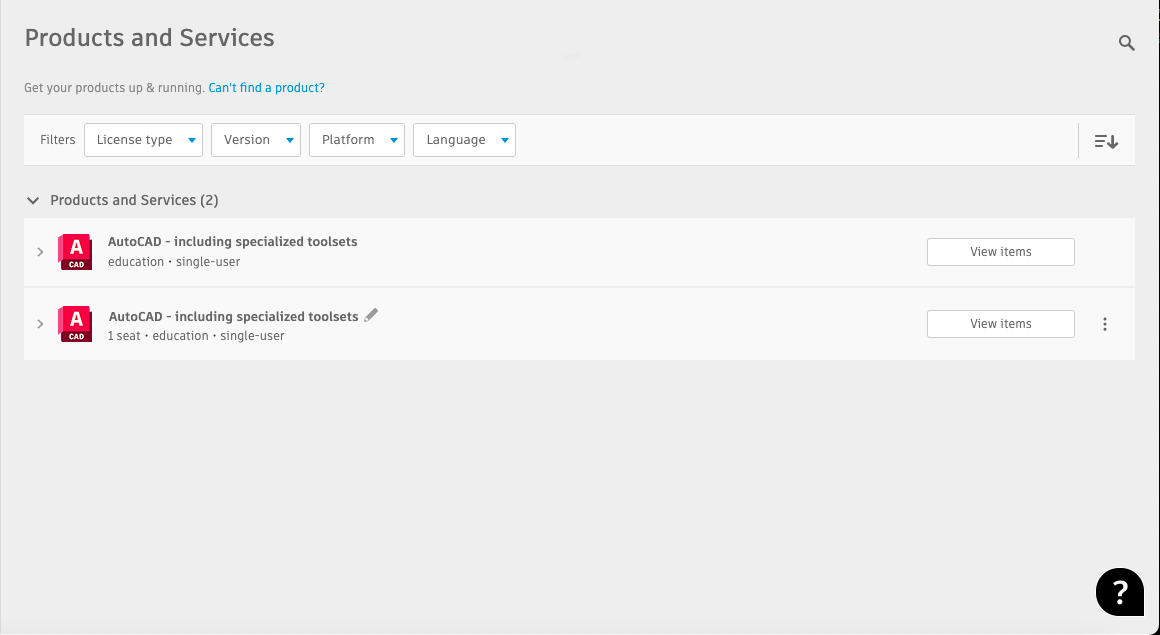 Products and Services
Get your products up & running. Can't find a product?
Filters License type Version Platform Language
Products and Services (2)
A
CAD
AutoCAD - including specialized toolsets
education • single-user
View items
A
CAD
AutoCAD - including specialized toolsets
1 seat • education • single-user
View items
?